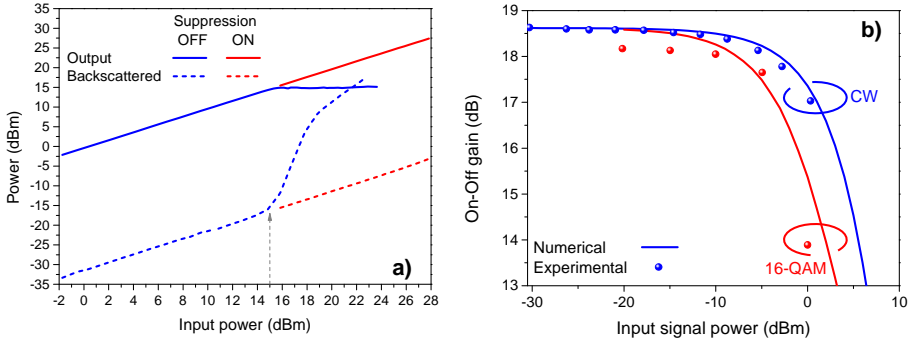 Suppression
OFF ON
Output
Backscattered
Power (dBm)
35
30
25
20
15
10
5
0
-5
-10
-15
-20
-25
-30
-35
-2 0 2 4 6 8 10 12 14 16 18 20 22 24 26 28
Input power (dBm)
a)
b)
On-Off gain (dB)
19
18
17
16
15
14
13
CW
Numerical
Experimental
16-QAM
-30 -20 -10 0 10
Input signal power (dBm)